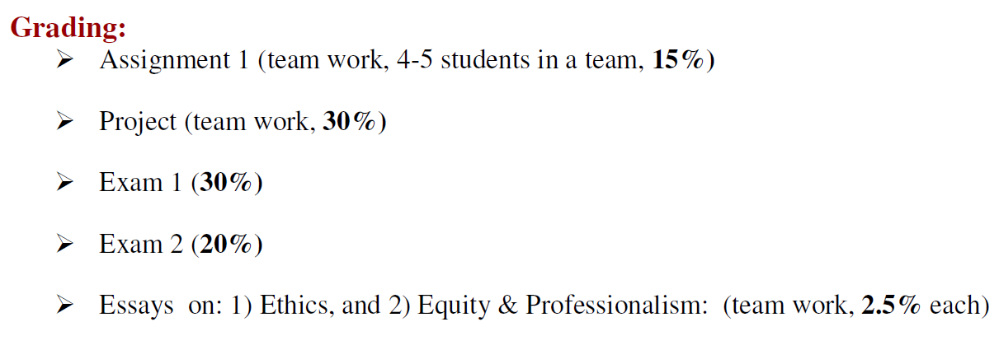 Grading:
➢ Assignment 1 (team work, 4-5 students in a team, 15%)
➢ Project (team work, 30%)
➢ Exam 1 (30%)
➢ Exam 2 (20%)
➢ Essays on: 1) Ethics, and 2) Equity & Professionalism: (team work, 2.5% each)